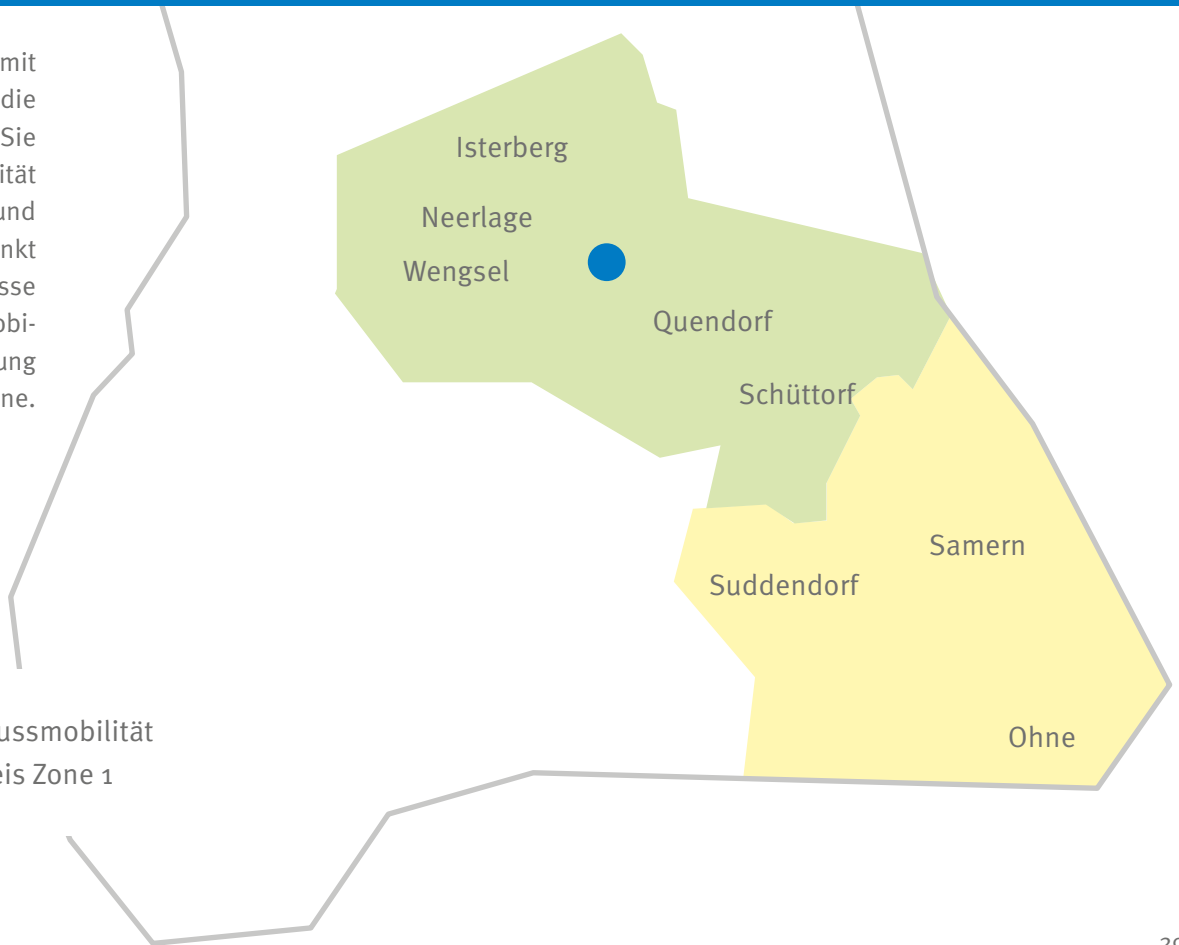 mit
die
Sie
ität
und
nkt
sse
obi-
ung
ne.
Isterberg
Neerlage
Wengsel
Quendorf
Schüttorf
Samern
Suddendorf
Ohne
ussmobilität
eis Zone 1